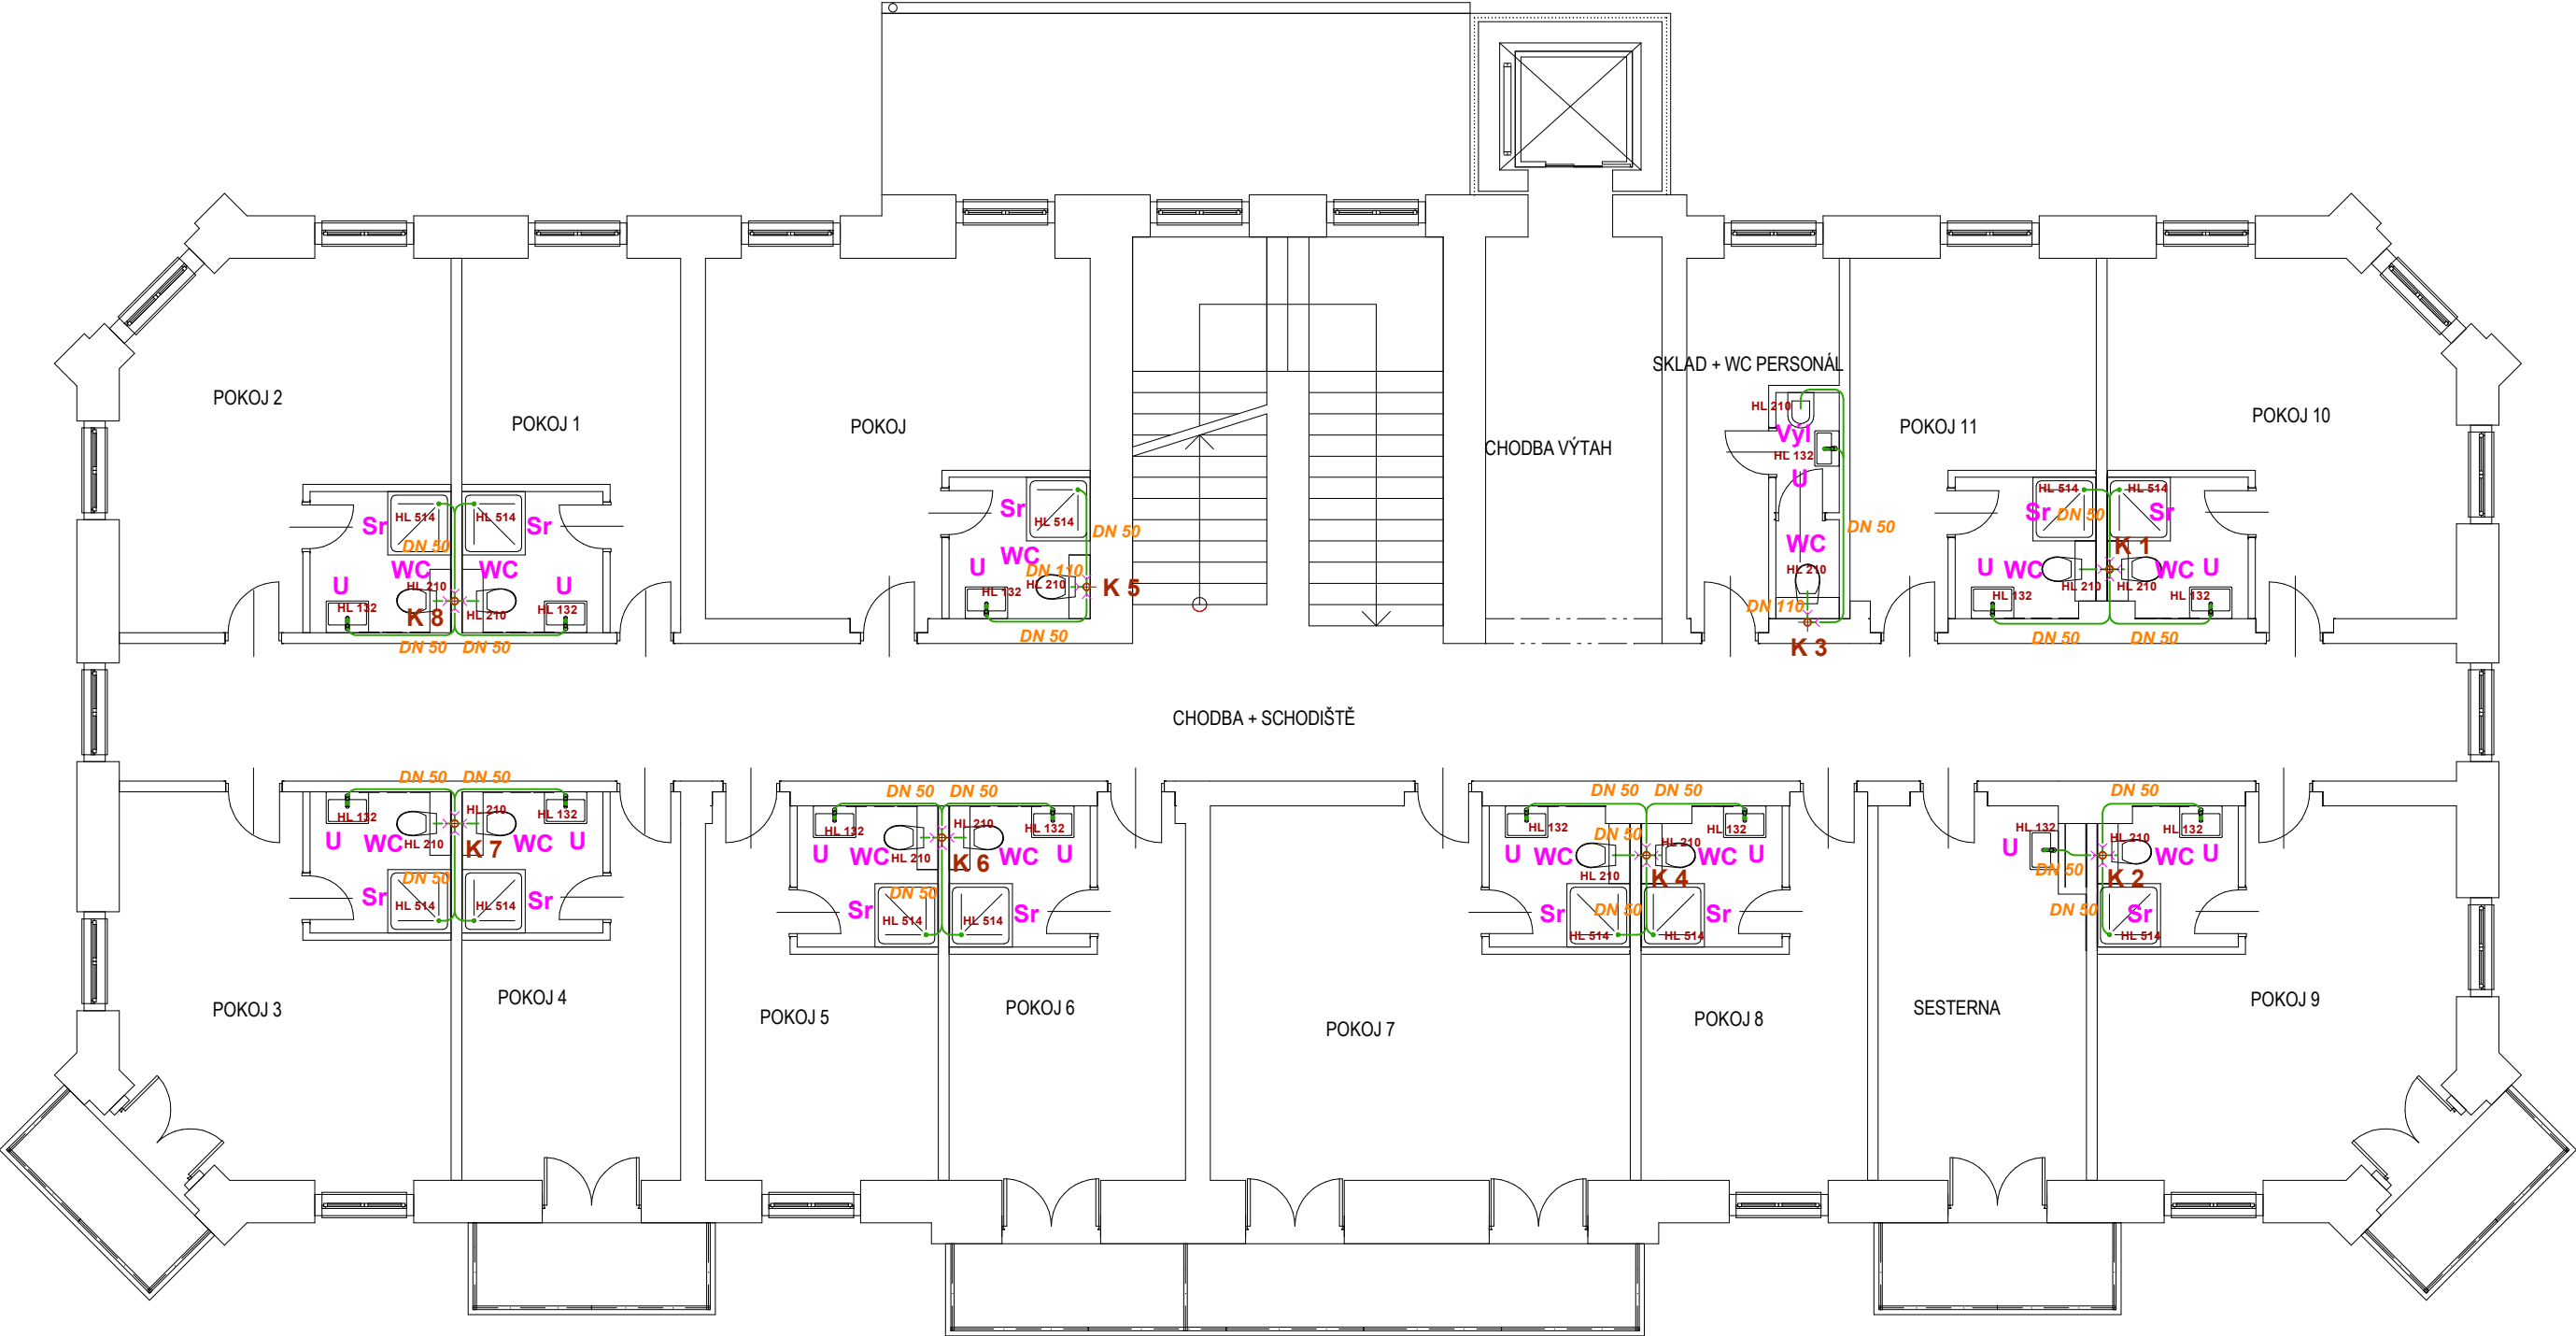 SKLAD + WC PERSONÁL
POKOJ 2
POKOJ 1
POKOJ
CHODBA VÝTAH
POKOJ 11
POKOJ 10
HL 514
HL 514
Sr
Sr
DN 50
WC
WC
U
U
HL 210
HL 210
HL 132
HL 132
K 8
DN 50
DN 50
Sr
HL 514
DN 50
WC
U
DN 110
HL 210
HL 132
K 5
DN 50
HL 210
Výl
HL 132
U
DN 50
WC
HL 210
DN 110
K 3
HL 514
HL 514
Sr
DN 50
Sr
K 1
U
WC
WC
U
HL 210
HL 210
HL 132
HL 132
DN 50
DN 50
CHODBA + SCHODIŠTĚ
DN 50
DN 50
HL 132
HL 210
HL 132
U
WC
HL 210
K 7
WC
U
DN 50
Sr
HL 514
HL 514
Sr
DN 50
DN 50
HL 132
HL 210
HL 132
U
WC
HL 210
K 6
WC
U
DN 50
Sr
HL 514
HL 514
Sr
DN 50
DN 50
HL 132
DN 50
HL 132
HL 210
U
WC
WC
U
HL 210
K 4
DN 50
Sr
Sr
HL 514
HL 514
DN 50
HL 132
HL 132
HL 210
U
WC
U
DN 50
K 2
DN 50
Sr
HL 514
POKOJ 3
POKOJ 4
POKOJ 5
POKOJ 6
POKOJ 7
POKOJ 8
SESTERNA
POKOJ 9